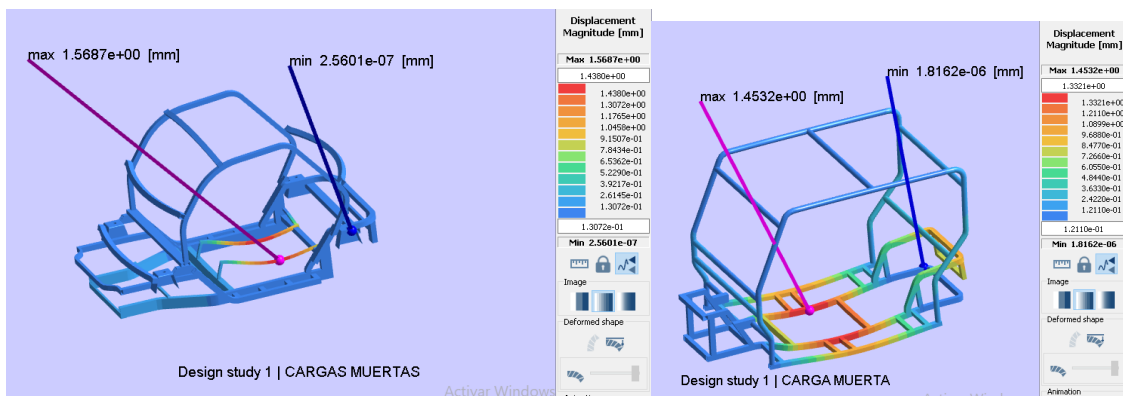 max 1.5687e+00 [mm]
min 2.5601e-07 [mm]
Design study 1 | CARGAS MUERTAS
Activar Windows
Displacement
Magnitude [mm]
Max 1.5687e+00
1.4380e+00
1.4380e+00
1.3072e+00
1.1765e+00
1.0458e+00
9.1507e-01
7.8434e-01
6.5362e-01
5.2290e-01
3.9217e-01
2.6145e-01
1.3072e-01
1.3072e-01
Min 2.5601e-07
Image
Deformed shape
max 1.4532e+00 [mm]
min 1.8162e-06 [mm]
Design study 1 | CARGA MUERTA
Displacement
Magnitude [mm]
Max 1.4532e+00
1.3321e+00
1.3321e+00
1.2110e+00
1.0899e+00
9.6880e-01
8.4770e-01
7.2660e-01
6.0550e-01
4.8440e-01
3.6330e-01
2.4220e-01
1.2110e-01
1.2110e-01
Min 1.8162e-06
Image
Deformed shape
Animation